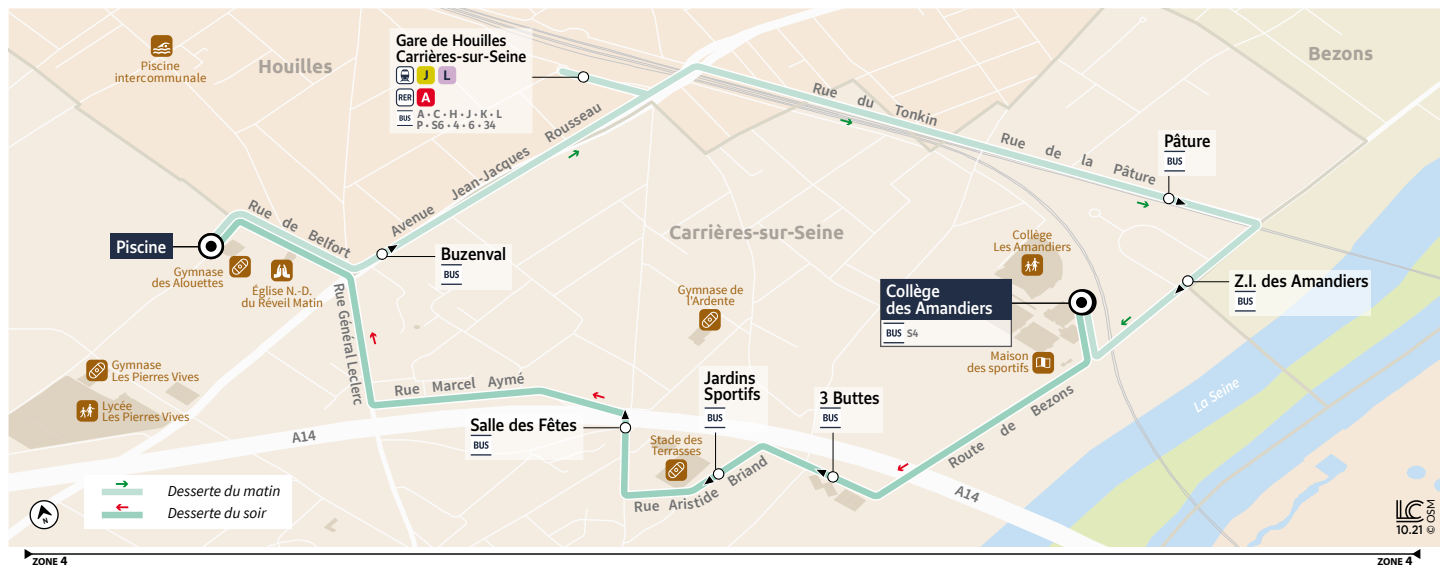 Piscine
intercommunale
Houilles
Gare de Houilles
Carrières-sur-Seine
J L
RER A
BUS A • C • H • J • K • L
P • S6 • 4 • 6 • 34
Bezons
Rue du Tonkin
Rue de la Pâture
Pâture
BUS
Avenue Jean-Jacques Rousseau
Rue de Belfort
Piscine
Gymnase
des Alouettes
Église N.-D.
du Réveil Matin
Buzenval
BUS
Carrières-sur-Seine
Collège
Les Amandiers
Z.I. des Amandiers
BUS
Collège
des Amandiers
BUS S4
Gymnase de
l'Ardente
Maison
des sportifs
Rue Général Leclerc
Gymnase
Les Pierres Vives
Lycée
Les Pierres Vives
Rue Marcel Aymé
Jardins
Sportifs
BUS
3 Buttes
BUS
Salle des Fêtes
BUS
Stade des
Terrasses
Rue Aristide Briand
Route de Bezons
La Seine
A14
A14
Desserte du matin
Desserte du soir
N
LC
10.21 © OSM
ZONE 4
ZONE 4